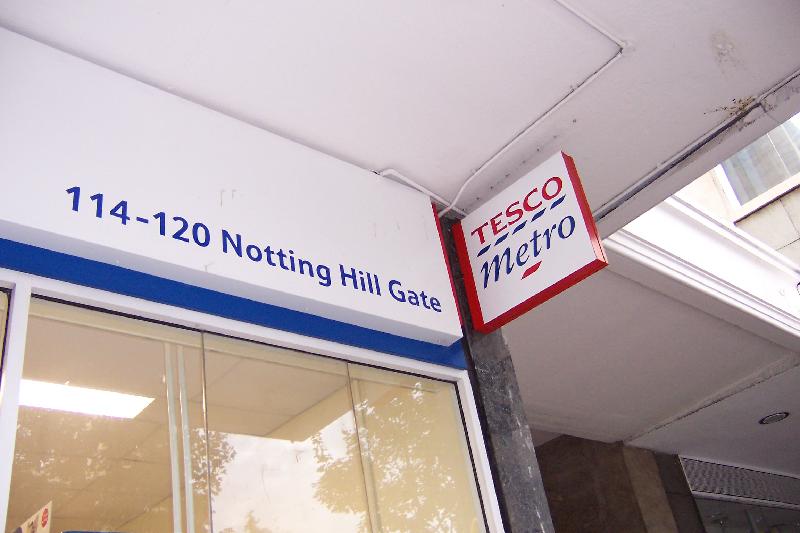 114-120 Notting Hill Gate
TESCO
metro